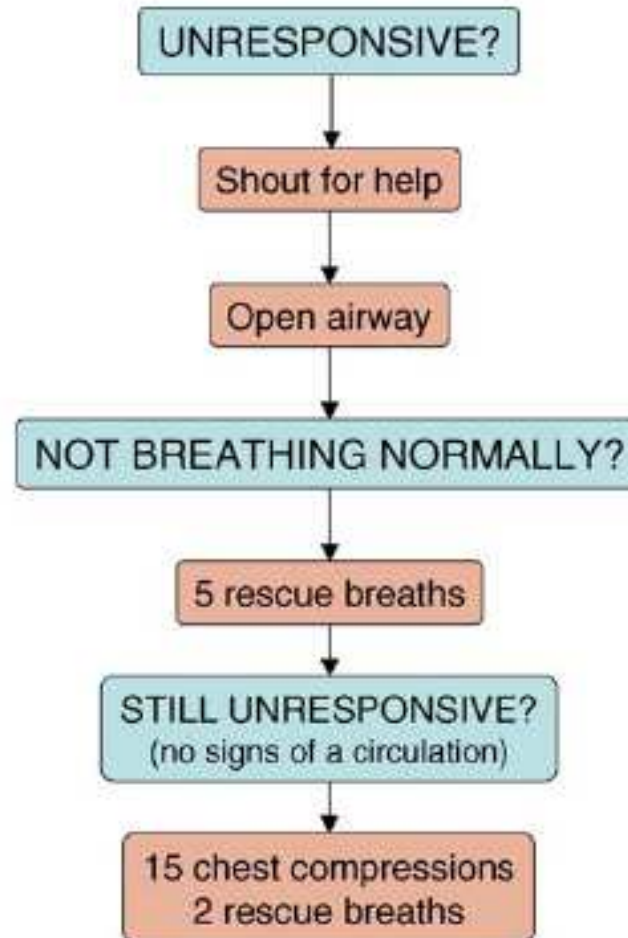 UNRESPONSIVE?
Shout for help
Open airway
NOT BREATHING NORMALLY?
5 rescue breaths
STILL UNRESPONSIVE?
(no signs of a circulation)
15 chest compressions
2 rescue breaths